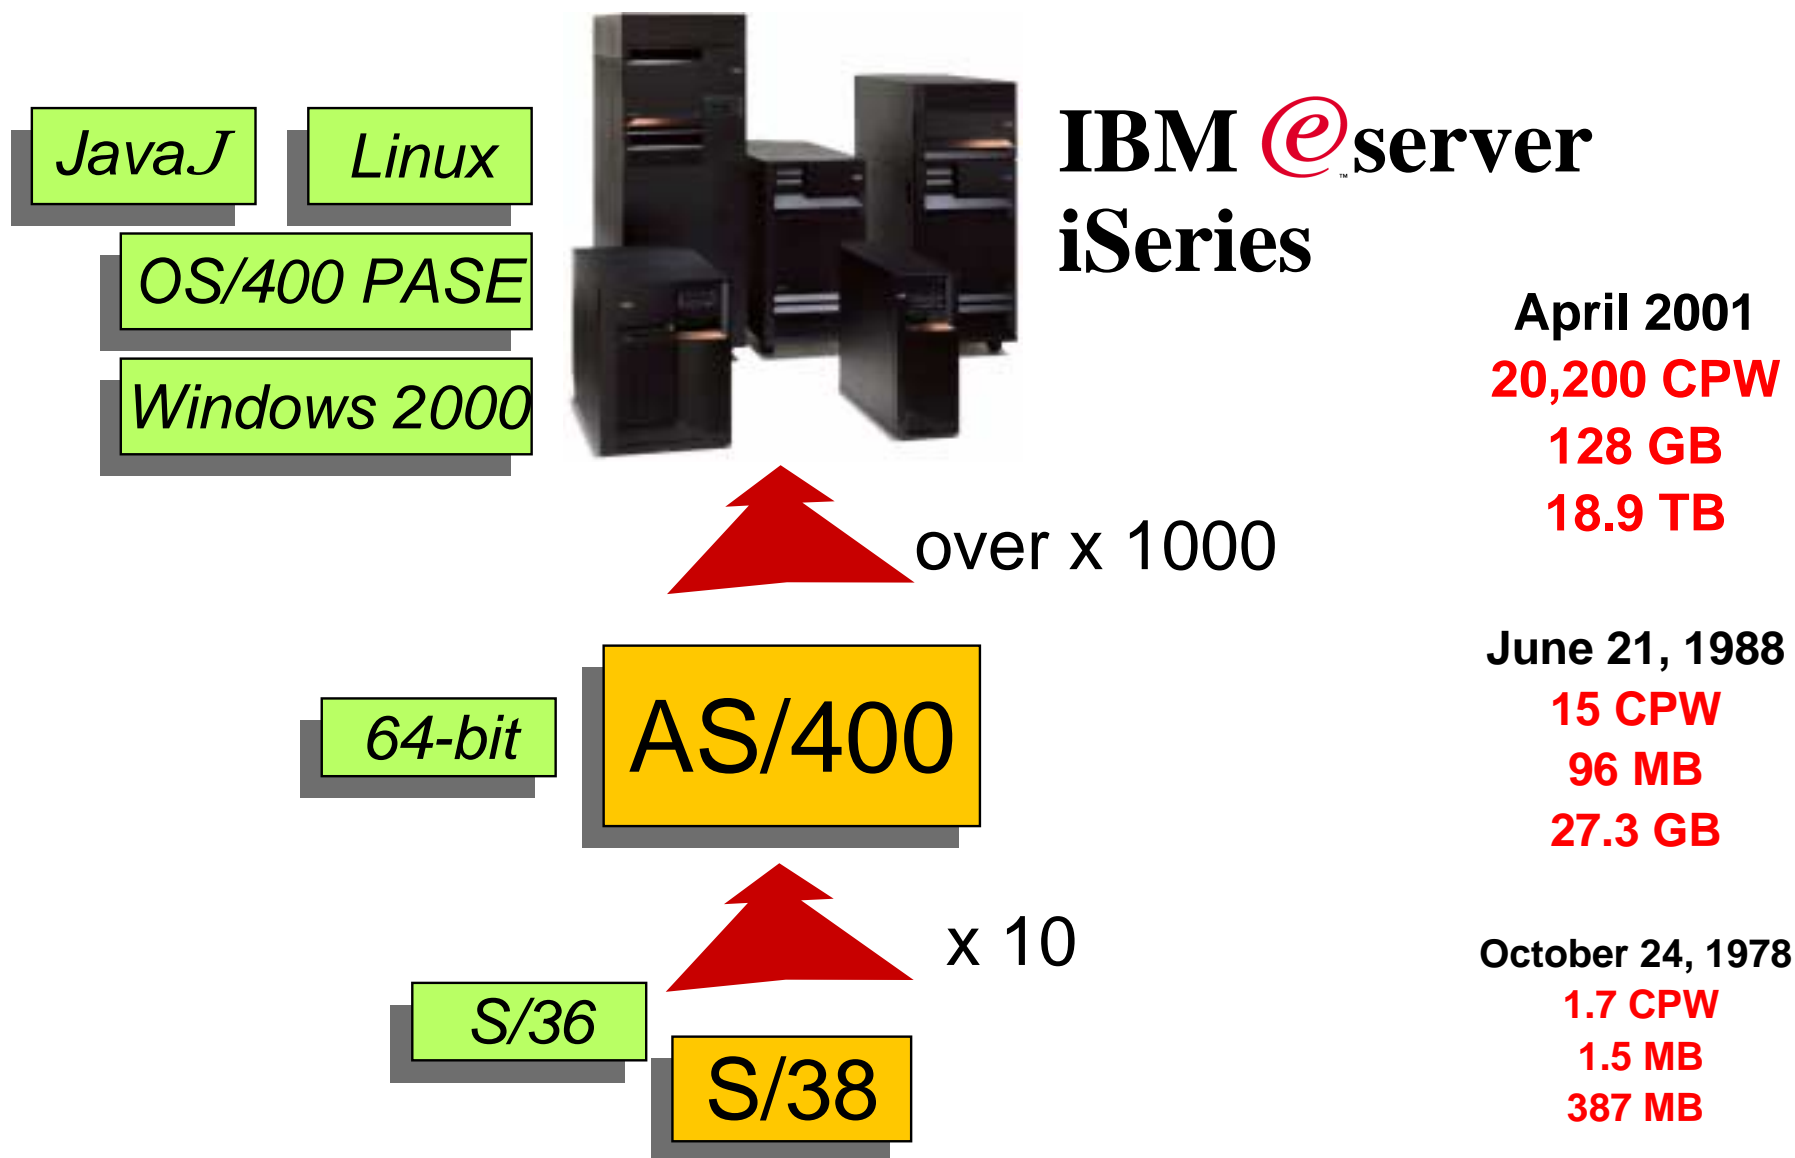 JavaJ
Linux
OS/400 PASE
Windows 2000
IBM e server
™
iSeries
April 2001
20,200 CPW
128 GB
18.9 TB
over x 1000
June 21, 1988
15 CPW
96 MB
27.3 GB
64-bit
AS/400
x 10
October 24, 1978
1.7 CPW
1.5 MB
387 MB
S/36
S/38